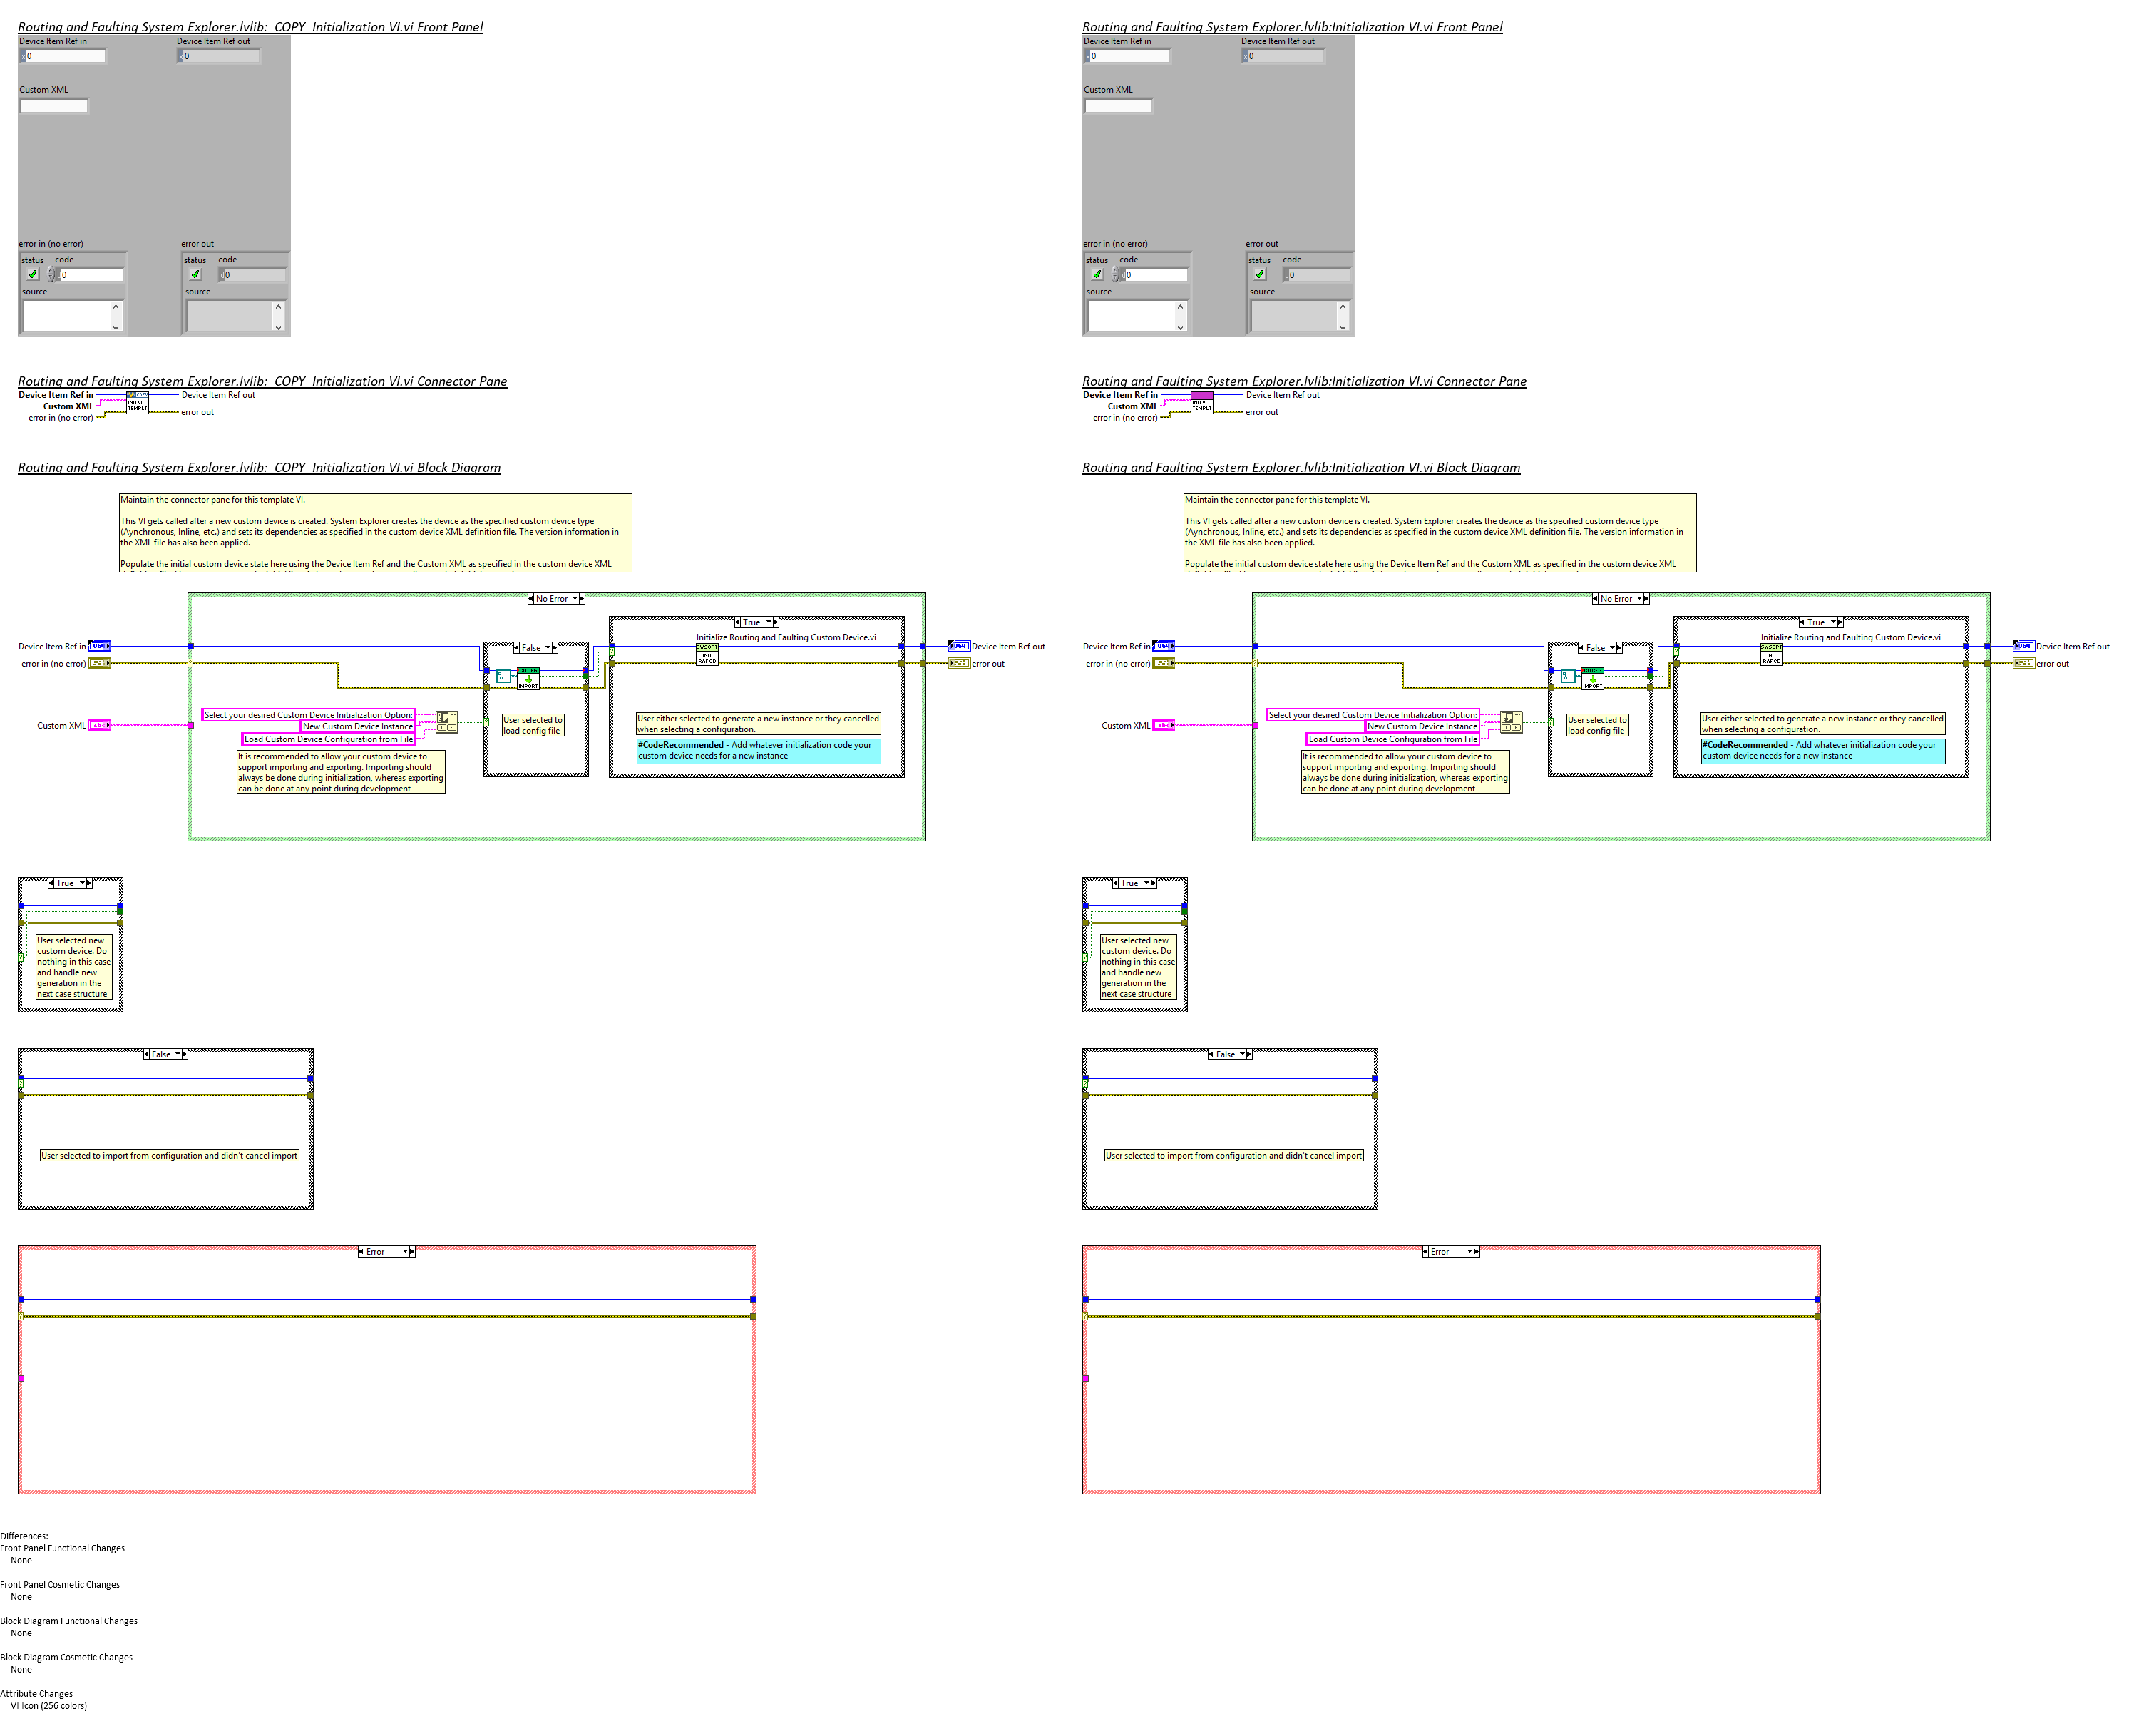 Routing and Faulting System Explorer.lvlib:  COPY  Initialization VI.vi Front Panel
Device Item Ref in
Device Item Ref out
0
0
Custom XML
error in (no error)
error out
status
code
status
code
0
0
source
source
Routing and Faulting System Explorer.lvlib:  COPY  Initialization VI.vi Connector Pane
Device Item Ref in
Device Item Ref out
Custom XML
INIT VI
TEMPLT
error in (no error)
error out
Routing and Faulting System Explorer.lvlib:  COPY  Initialization VI.vi Block Diagram
Maintain the connector pane for this template VI.
This VI gets called after a new custom device is created. System Explorer creates the device as the specified custom device type
(Aynchronous, Inline, etc.) and sets its dependencies as specified in the custom device XML definition file. The version information in
the XML file has also been applied.
Populate the initial custom device state here using the Device Item Ref and the Custom XML as specified in the custom device XML
No Error
True
Initialize Routing and Faulting Custom Device.vi
Device Item Ref in
error in (no error)
False
SWSOFT
INIT
RAFCD
Device Item Ref out
error out
IMPORT
Custom XML
abc
Select your desired Custom Device Initialization Option:
New Custom Device Instance
Load Custom Device Configuration from File
User selected to
load config file
User either selected to generate a new instance or they cancelled
when selecting a configuration.
#CodeRecommended - Add whatever initialization code your
custom device needs for a new instance
It is recommended to allow your custom device to
support importing and exporting. Importing should
always be done during initialization, whereas exporting
can be done at any point during development
True
User selected new
custom device. Do
nothing in this case
and handle new
generation in the
next case structure
False
User selected to import from configuration and didn't cancel import
Error
Routing and Faulting System Explorer.lvlib:Initialization VI.vi Front Panel
Device Item Ref in
Device Item Ref out
0
0
Custom XML
error in (no error)
error out
status
code
status
code
0
0
source
source
Routing and Faulting System Explorer.lvlib:Initialization VI.vi Connector Pane
Device Item Ref in
Device Item Ref out
Custom XML
INIT VI
TEMPLT
error in (no error)
error out
Routing and Faulting System Explorer.lvlib:Initialization VI.vi Block Diagram
Maintain the connector pane for this template VI.
This VI gets called after a new custom device is created. System Explorer creates the device as the specified custom device type
(Aynchronous, Inline, etc.) and sets its dependencies as specified in the custom device XML definition file. The version information in
the XML file has also been applied.
Populate the initial custom device state here using the Device Item Ref and the Custom XML as specified in the custom device XML
No Error
True
Initialize Routing and Faulting Custom Device.vi
Device Item Ref in
error in (no error)
False
SWSOFT
INIT
RAFCD
Device Item Ref out
error out
IMPORT
Custom XML
abc
Select your desired Custom Device Initialization Option:
New Custom Device Instance
Load Custom Device Configuration from File
User selected to
load config file
User either selected to generate a new instance or they cancelled
when selecting a configuration.
#CodeRecommended - Add whatever initialization code your
custom device needs for a new instance
It is recommended to allow your custom device to
support importing and exporting. Importing should
always be done during initialization, whereas exporting
can be done at any point during development
True
User selected new
custom device. Do
nothing in this case
and handle new
generation in the
next case structure
False
User selected to import from configuration and didn't cancel import
Error
Differences:
Front Panel Functional Changes
None
Front Panel Cosmetic Changes
None
Block Diagram Functional Changes
None
Block Diagram Cosmetic Changes
None
Attribute Changes
VI Icon (256 colors)